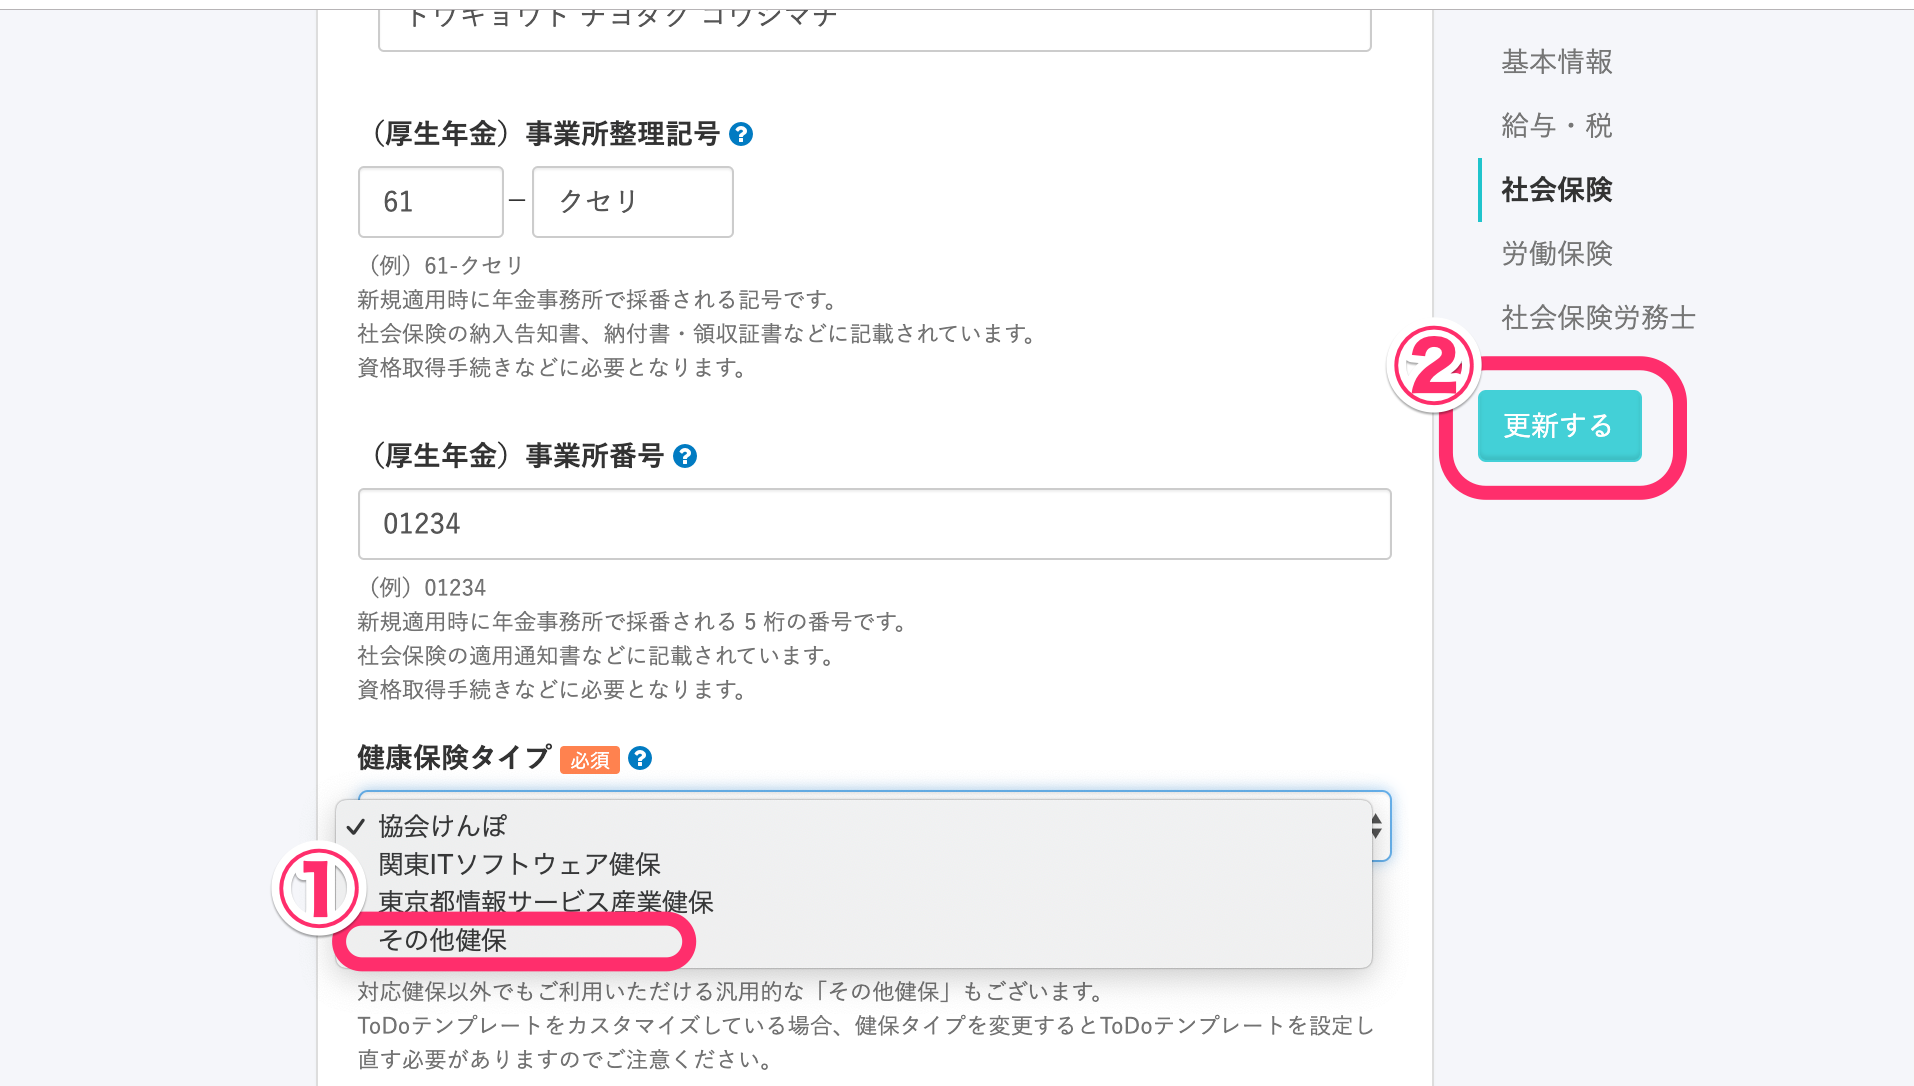 トウキョウト チヨダク コウジマチ
（厚生年金）事業所整理記号 ?
61 – クセリ
（例）61-クセリ
新規適用時に年金事務所で採番される記号です。
社会保険の納入告知書、納付書・領収証書などに記載されています。
資格取得手続きなどに必要となります。
（厚生年金）事業所番号 ?
01234
（例）01234
新規適用時に年金事務所で採番される 5 桁の番号です。
社会保険の適用通知書などに記載されています。
資格取得手続きなどに必要となります。
健康保険タイプ 必須 ?
✓ 協会けんぽ
関東ITソフトウェア健保
東京都情報サービス産業健保
① その他健保
対応健保以外でもご利用いただける汎用的な「その他健保」もございます。
ToDoテンプレートをカスタマイズしている場合、健保タイプを変更するとToDoテンプレートを設定し
直す必要がありますのでご注意ください。
基本情報
給与・税
社会保険
労働保険
社会保険労務士
② 更新する